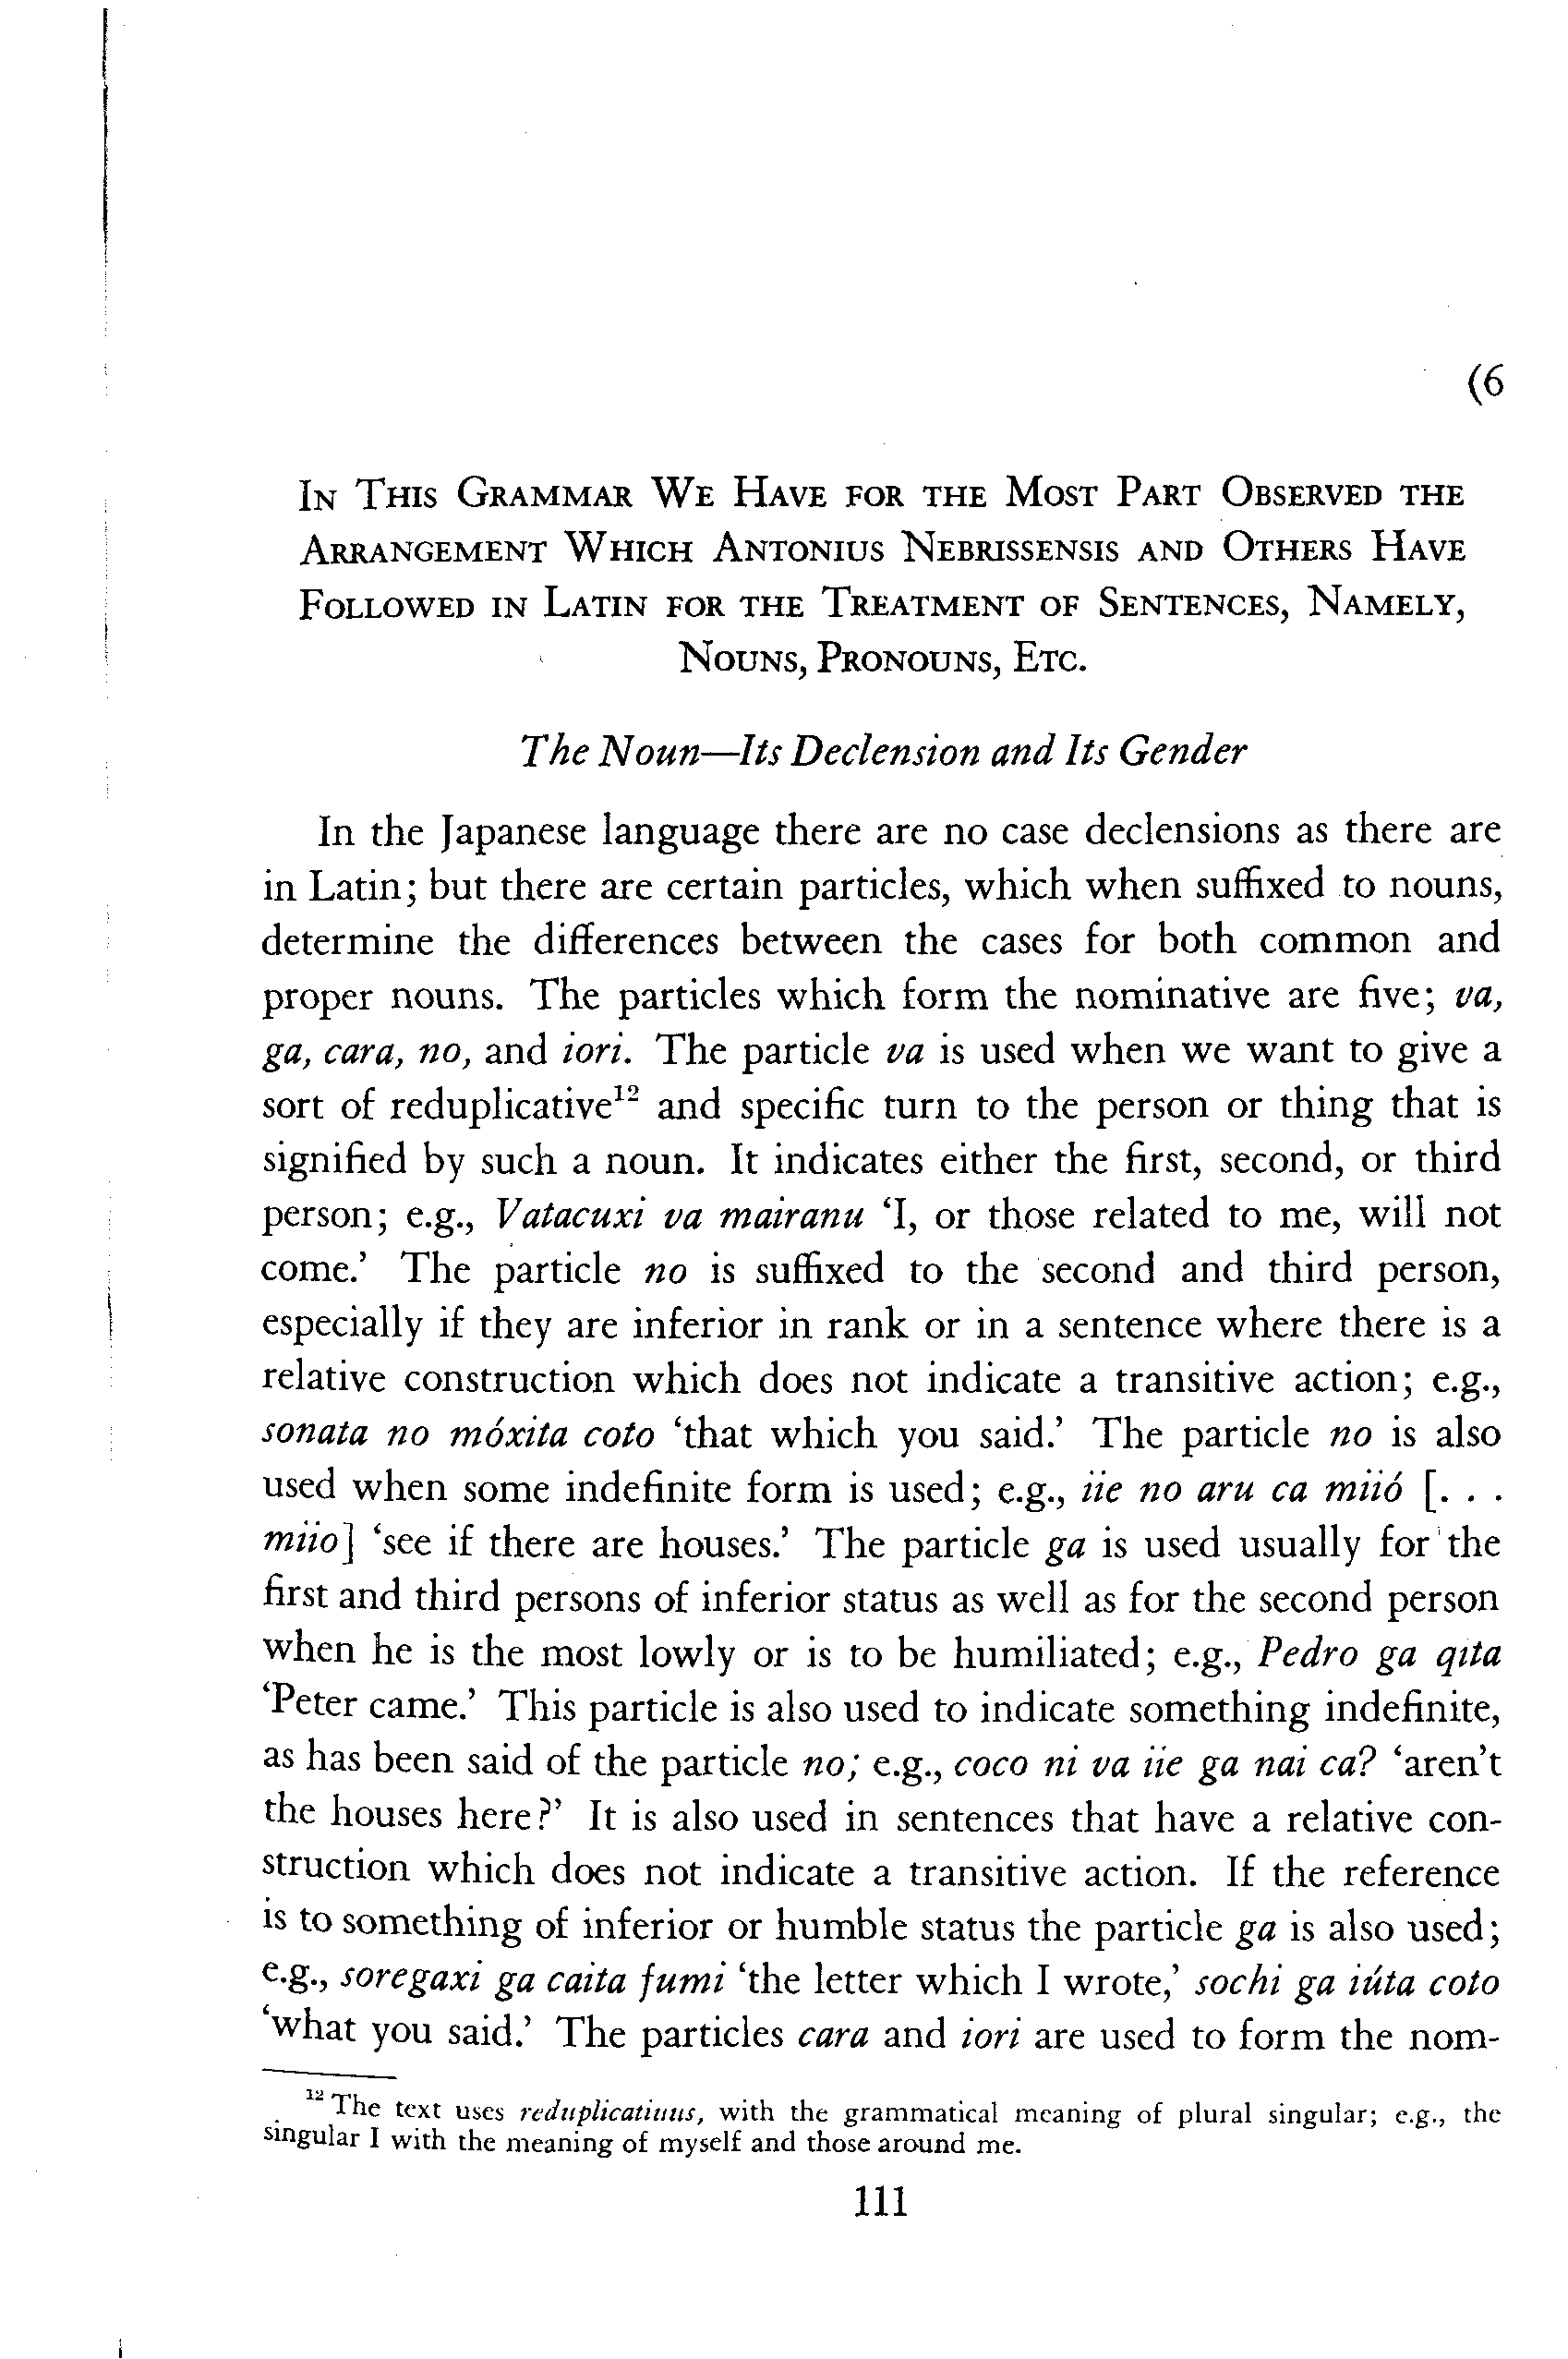 (6
IN THIS GRAMMAR WE HAVE FOR THE MOST PART OBSERVED THE
ARRANGEMENT WHICH ANTONIUS NEBRISSENSIS AND OTHERS HAVE
FOLLOWED IN LATIN FOR THE TREATMENT OF SENTENCES, NAMELY,
NOUNS, PRONOUNS, ETC.
The Noun—Its Declension and Its Gender
In the Japanese language there are no case declensions as there are
in Latin; but there are certain particles, which when suffixed to nouns,
determine the differences between the cases for both common and
proper nouns. The particles which form the nominative are five; va,
ga, cara, no, and iori. The particle va is used when we want to give a
sort of reduplicative¹² and specific turn to the person or thing that is
signified by such a noun. It indicates either the first, second, or third
person; e.g., Vatacuxi va mairanu ‘I, or those related to me, will not
come.’ The particle no is suffixed to the second and third person,
especially if they are inferior in rank or in a sentence where there is a
relative construction which does not indicate a transitive action; e.g.,
sonata no móxita coto ‘that which you said.’ The particle no is also
used when some indefinite form is used; e.g., iie no aru ca miió [. . .
miio] ‘see if there are houses.’ The particle ga is used usually for the
first and third persons of inferior status as well as for the second person
when he is the most lowly or is to be humiliated; e.g., Pedro ga qita
‘Peter came.’ This particle is also used to indicate something indefinite,
as has been said of the particle no; e.g., coco ni va iie ga nai ca? ‘aren’t
the houses here?’ It is also used in sentences that have a relative con-
struction which does not indicate a transitive action. If the reference
is to something of inferior or humble status the particle ga is also used;
e.g., soregaxi ga caita fumi ‘the letter which I wrote,’ sochi ga iúta coto
‘what you said.’ The particles cara and iori are used to form the nom-
¹² The text uses reduplicatiuus, with the grammatical meaning of plural singular; e.g., the
singular I with the meaning of myself and those around me.
111